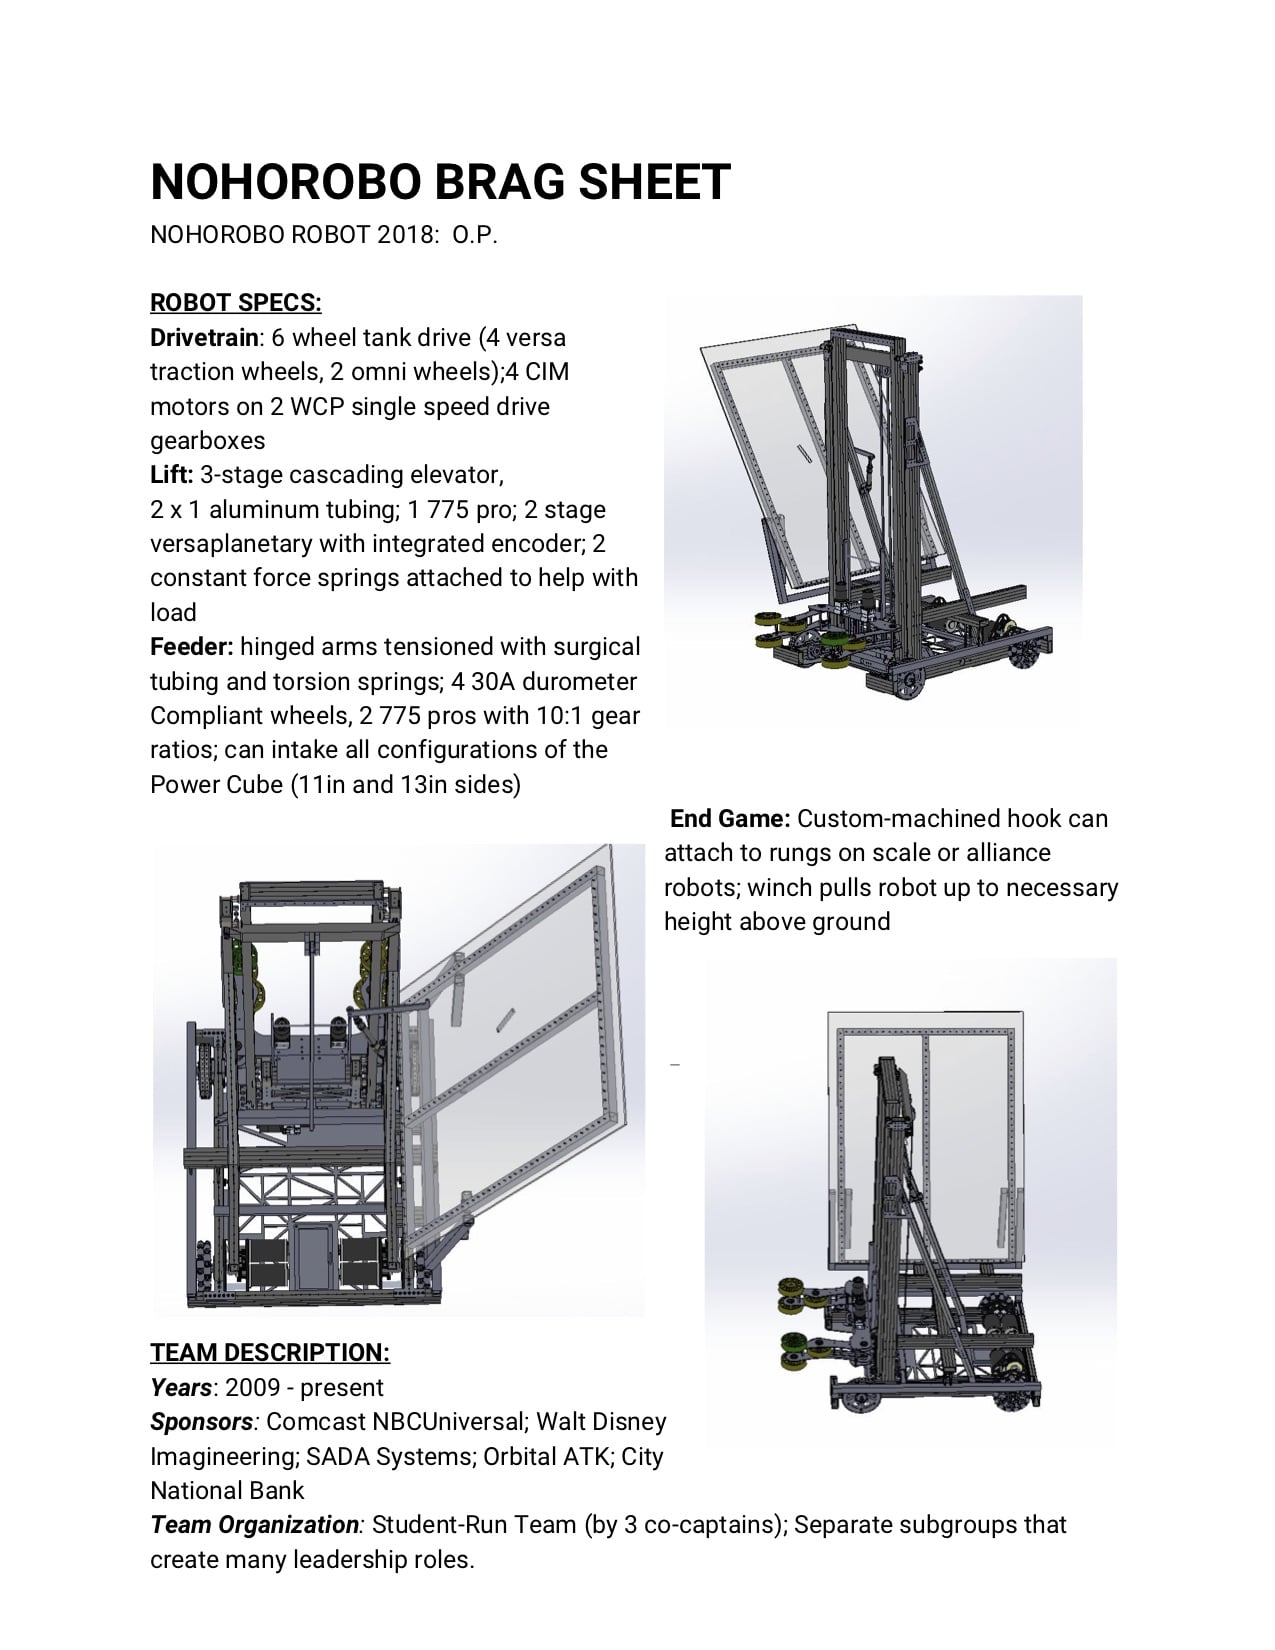 NOHOROBO BRAG SHEET
NOHOROBO ROBOT 2018:  O.P.
ROBOT SPECS:
Drivetrain: 6 wheel tank drive (4 versa
traction wheels, 2 omni wheels);4 CIM
motors on 2 WCP single speed drive
gearboxes
Lift: 3-stage cascading elevator,
2 x 1 aluminum tubing; 1 775 pro; 2 stage
versaplanetary with integrated encoder; 2
constant force springs attached to help with
load
Feeder: hinged arms tensioned with surgical
tubing and torsion springs; 4 30A durometer
Compliant wheels, 2 775 pros with 10:1 gear
ratios; can intake all configurations of the
Power Cube (11in and 13in sides)
End Game: Custom-machined hook can
attach to rungs on scale or alliance
robots; winch pulls robot up to necessary
height above ground
–
TEAM DESCRIPTION:
Years: 2009 - present
Sponsors: Comcast NBCUniversal; Walt Disney
Imagineering; SADA Systems; Orbital ATK; City
National Bank
Team Organization: Student-Run Team (by 3 co-captains); Separate subgroups that
create many leadership roles.